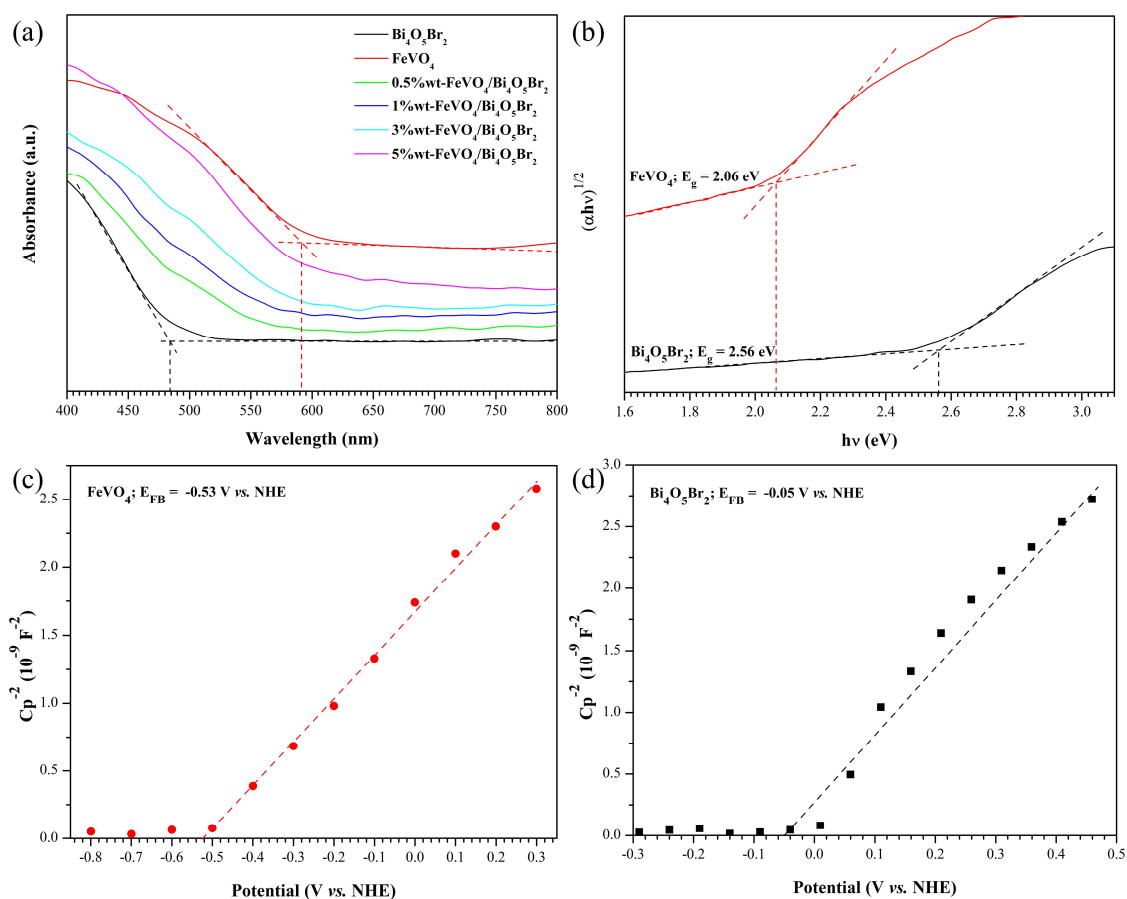 (a)
Bi₄O₅Br₂
FeVO₄
0.5%wt-FeVO₄/Bi₄O₅Br₂
1%wt-FeVO₄/Bi₄O₅Br₂
3%wt-FeVO₄/Bi₄O₅Br₂
5%wt-FeVO₄/Bi₄O₅Br₂
Absorbance (a.u.)
400 450 500 550 600 650 700 750 800
Wavelength (nm)
(b)
(αhν)¹/²
FeVO₄; E_g – 2.06 eV
Bi₄O₅Br₂; E_g = 2.56 eV
1.6 1.8 2.0 2.2 2.4 2.6 2.8 3.0
hν (eV)
(c)
FeVO₄; E_FB = -0.53 V vs. NHE
Cp⁻² (10⁻⁹ F⁻²)
2.5
2.0
1.5
1.0
0.5
0.0
-0.8 -0.7 -0.6 -0.5 -0.4 -0.3 -0.2 -0.1 0.0 0.1 0.2 0.3
Potential (V vs. NHE)
(d)
Bi₄O₅Br₂; E_FB = -0.05 V vs. NHE
Cp⁻² (10⁻⁹ F⁻²)
3.0
2.5
2.0
1.5
1.0
0.5
0.0
-0.3 -0.2 -0.1 0.0 0.1 0.2 0.3 0.4 0.5
Potential (V vs. NHE)